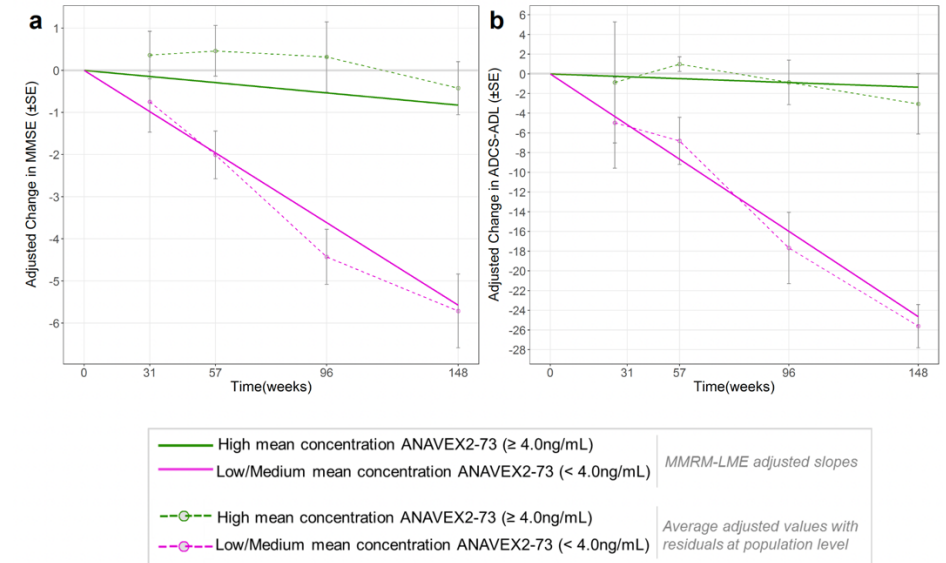 a
b
Adjusted Change in MMSE (±SE)
1
0
-1
-2
-3
-4
-5
-6
0
31
57
96
148
Time(weeks)
Adjusted Change in ADCS-ADL (±SE)
6
4
2
0
-2
-4
-6
-8
-10
-12
-14
-16
-18
-20
-22
-24
-26
-28
0
31
57
96
148
Time(weeks)
High mean concentration ANAVEX2-73 (≥ 4.0ng/mL)
Low/Medium mean concentration ANAVEX2-73 (< 4.0ng/mL)
MMRM-LME adjusted slopes
High mean concentration ANAVEX2-73 (≥ 4.0ng/mL)
Low/Medium mean concentration ANAVEX2-73 (< 4.0ng/mL)
Average adjusted values with
residuals at population level